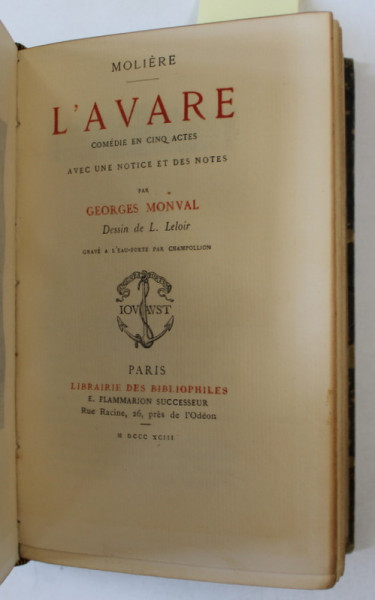 MOLIÈRE
L'AVARE
COMÉDIE EN CINQ ACTES
AVEC UNE NOTICE ET DES NOTES
PAR
GEORGES MONVAL
Dessin de L. Leloir
GRAVÉ A L'EAU-FORTE PAR CHAMPOLLION
IOVAVST
PARIS
LIBRAIRIE DES BIBLIOPHILES
E. FLAMMARION SUCCESSEUR
Rue Racine, 26, près de l'Odéon
M DCCC XCIII